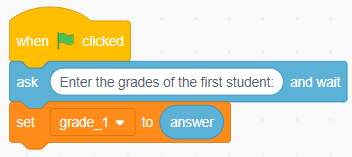 when clicked
ask Enter the grades of the first student: and wait
set grade_1 to answer